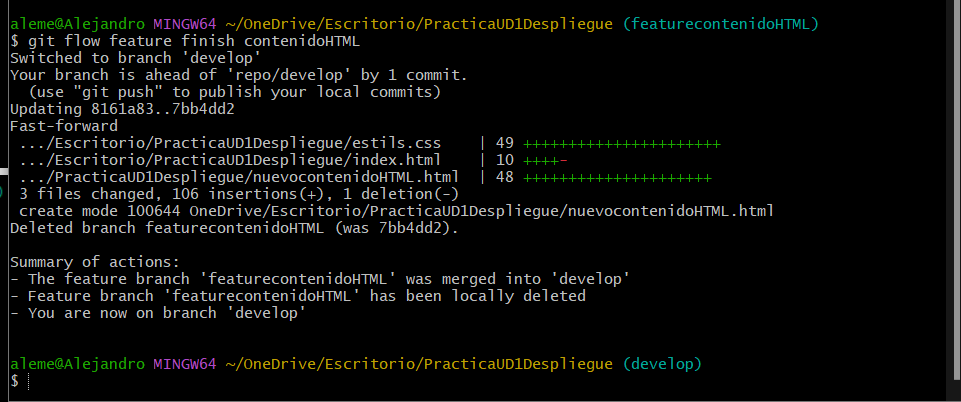 aleme@Alejandro MINGW64 ~/OneDrive/Escritorio/PracticaUD1Despliegue (featurecontenidoHTML)
$ git flow feature finish contenidoHTML
Switched to branch 'develop'
Your branch is ahead of 'repo/develop' by 1 commit.
  (use "git push" to publish your local commits)
Updating 8161a83..7bb4dd2
Fast-forward
 .../Escritorio/PracticaUD1Despliegue/estils.css    | 49 +++++++++++++++++++++++
 .../Escritorio/PracticaUD1Despliegue/index.html    | 10 ++++-
 .../PracticaUD1Despliegue/nuevocontenidoHTML.html  | 48 ++++++++++++++++++++++
 3 files changed, 106 insertions(+), 1 deletion(-)
 create mode 100644 OneDrive/Escritorio/PracticaUD1Despliegue/nuevocontenidoHTML.html
Deleted branch featurecontenidoHTML (was 7bb4dd2).

Summary of actions:
- The feature branch 'featurecontenidoHTML' was merged into 'develop'
- Feature branch 'featurecontenidoHTML' has been locally deleted
- You are now on branch 'develop'

aleme@Alejandro MINGW64 ~/OneDrive/Escritorio/PracticaUD1Despliegue (develop)
$